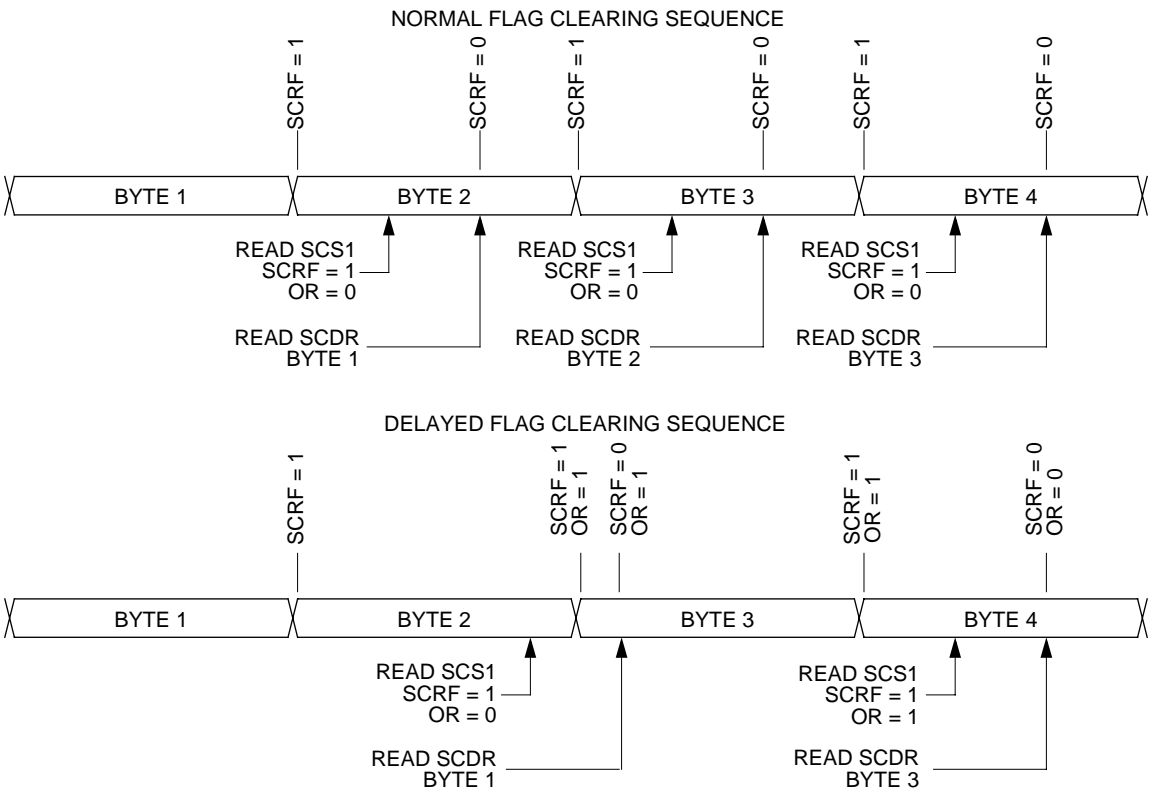 NORMAL FLAG CLEARING SEQUENCE
SCRF = 1
SCRF = 0
SCRF = 1
SCRF = 0
SCRF = 1
SCRF = 0
BYTE 1
BYTE 2
BYTE 3
BYTE 4
READ SCS1
SCRF = 1
OR = 0
READ SCS1
SCRF = 1
OR = 0
READ SCS1
SCRF = 1
OR = 0
READ SCDR
BYTE 1
READ SCDR
BYTE 2
READ SCDR
BYTE 3
DELAYED FLAG CLEARING SEQUENCE
SCRF = 1
SCRF = 1
OR = 1
SCRF = 0
OR = 1
SCRF = 1
OR = 1
SCRF = 0
OR = 0
BYTE 1
BYTE 2
BYTE 3
BYTE 4
READ SCS1
SCRF = 1
OR = 0
READ SCS1
SCRF = 1
OR = 1
READ SCDR
BYTE 1
READ SCDR
BYTE 3